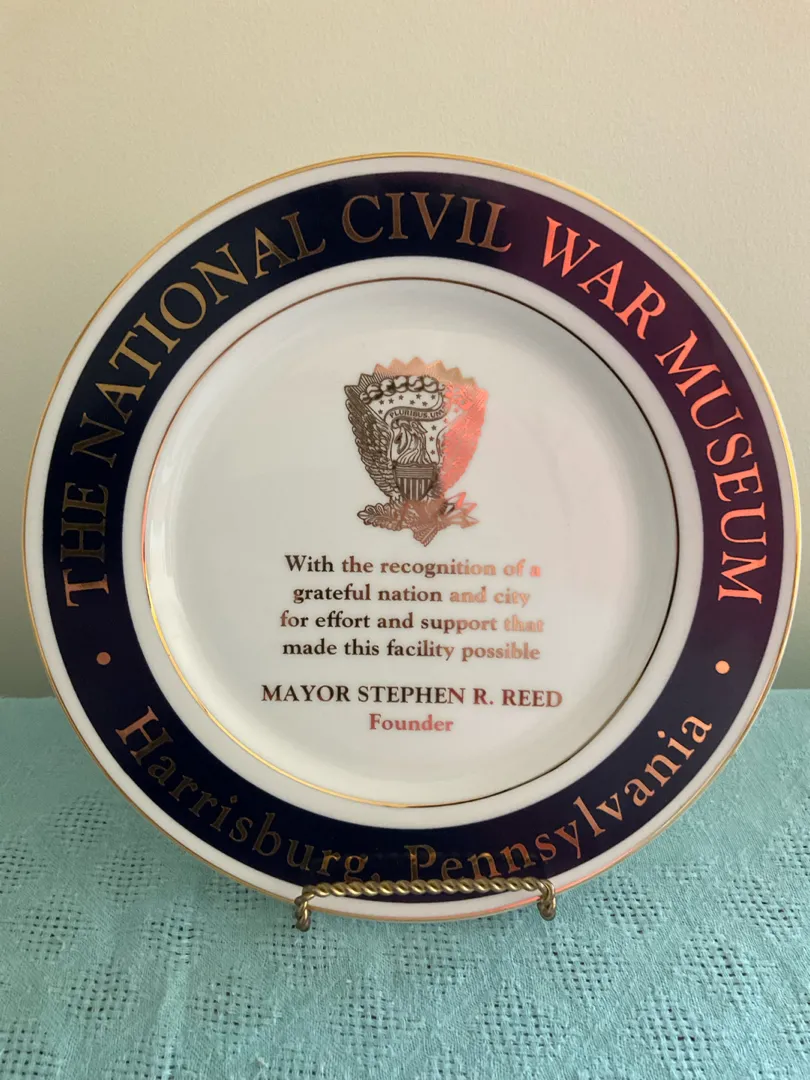 THE NATIONAL CIVIL WAR MUSEUM
PLURIBUS UNUM
With the recognition of a
grateful nation and city
for effort and support that
made this facility possible
MAYOR STEPHEN R. REED
Founder
Harrisburg, Pennsylvania